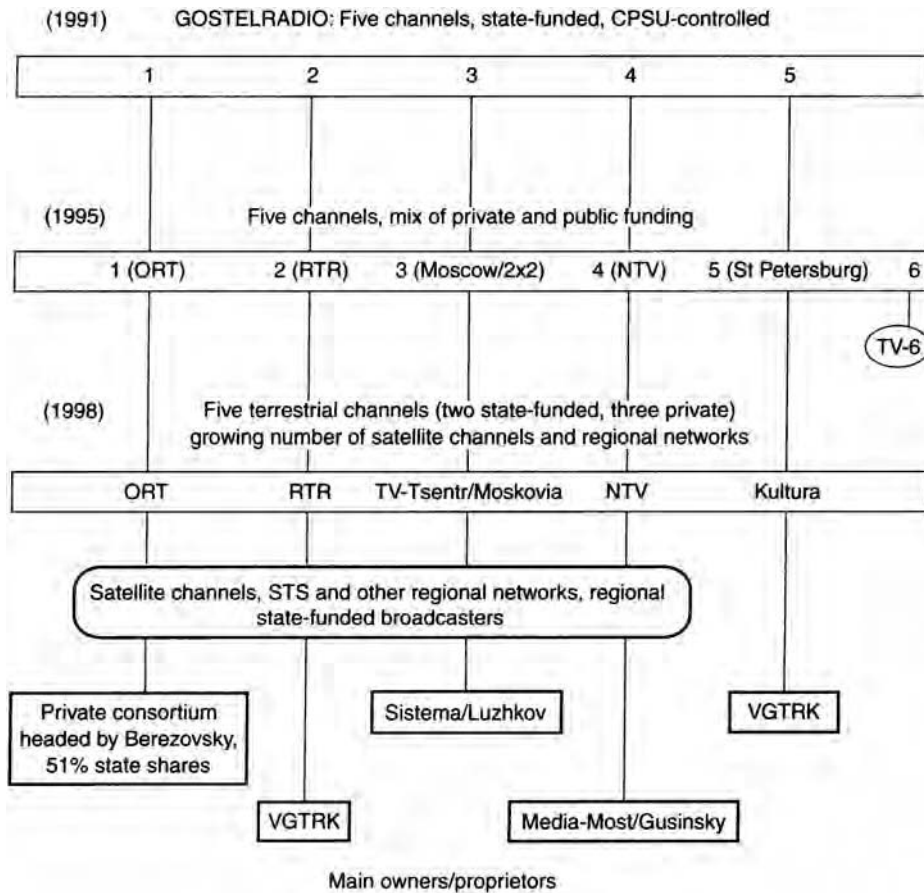 (1991) GOSTELRADIO: Five channels, state-funded, CPSU-controlled
1 2 3 4 5
(1995) Five channels, mix of private and public funding
1 (ORT) 2 (RTR) 3 (Moscow/2x2) 4 (NTV) 5 (St Petersburg) 6
TV-6
(1998) Five terrestrial channels (two state-funded, three private)
growing number of satellite channels and regional networks
ORT RTR TV-Tsentr/Moskovia NTV Kultura
Satellite channels, STS and other regional networks, regional
state-funded broadcasters
Private consortium
headed by Berezovsky,
51% state shares
Sistema/Luzhkov
VGTRK
VGTRK
Media-Most/Gusinsky
Main owners/proprietors